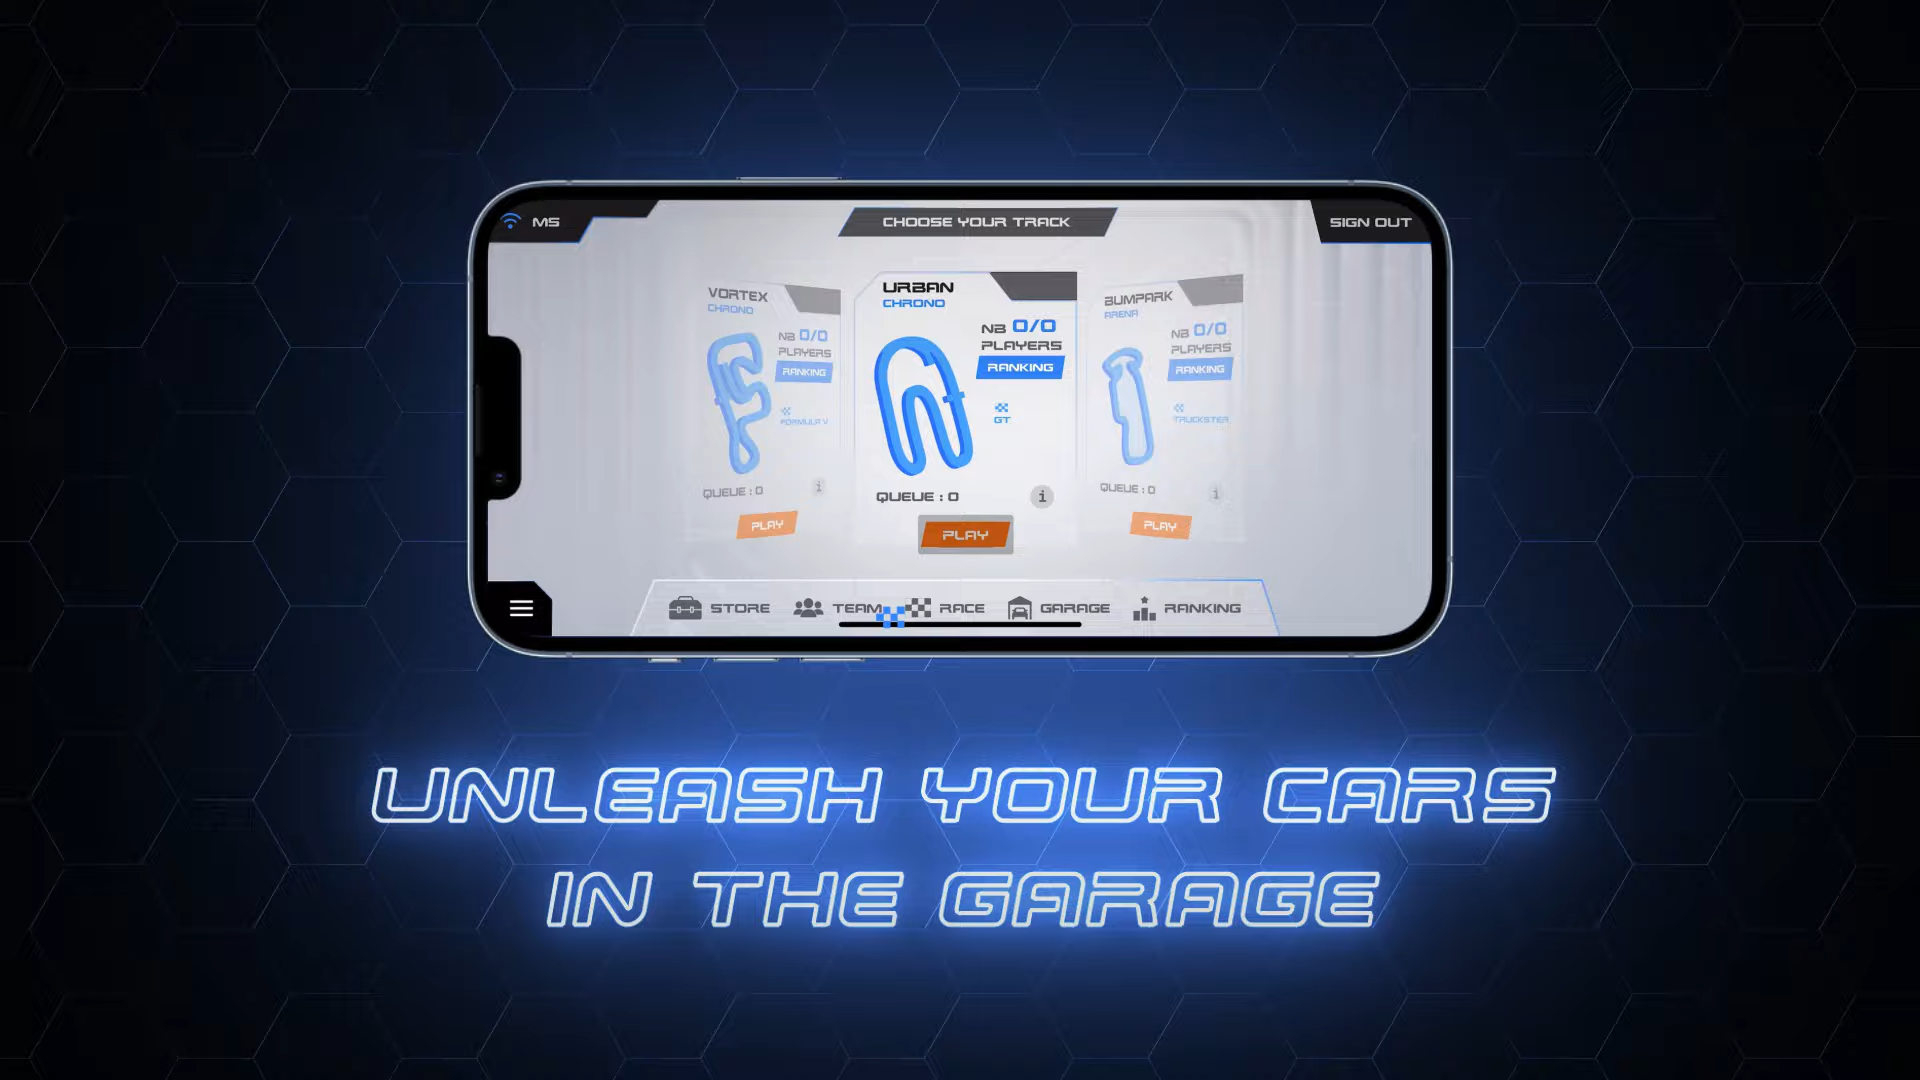 MS
CHOOSE YOUR TRACK
SIGN OUT
VORTEX
CHRONO
NB 0/0
PLAYERS
RANKING
FORMULA V
QUEUE : 0
i
PLAY
URBAN
CHRONO
NB 0/0
PLAYERS
RANKING
GT
QUEUE : 0
i
PLAY
BUMPARK
ARENA
NB 0/0
PLAYERS
RANKING
TRUCKSTER
QUEUE : 0
i
PLAY
STORE TEAM RACE GARAGE RANKING
UNLEASH YOUR CARS
IN THE GARAGE